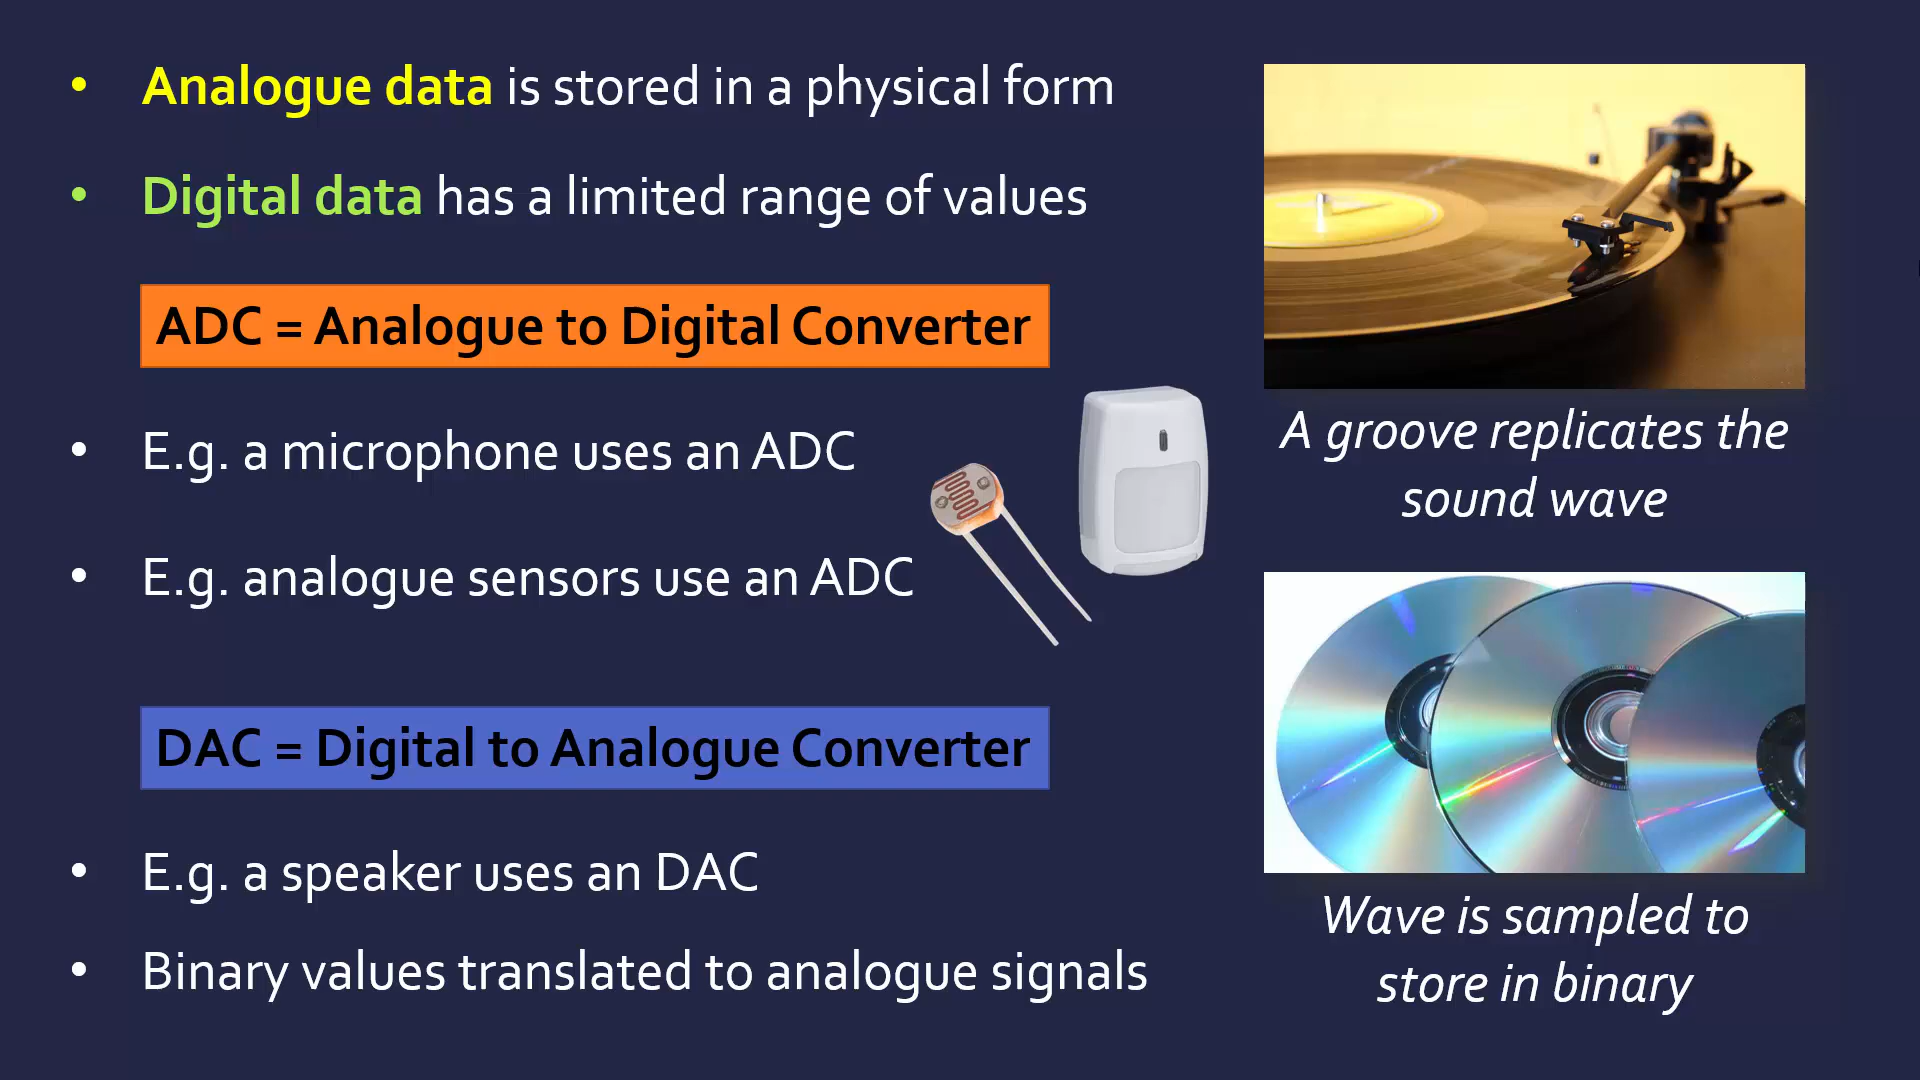 Analogue data is stored in a physical form
Digital data has a limited range of values
ADC = Analogue to Digital Converter
E.g. a microphone uses an ADC
E.g. analogue sensors use an ADC
DAC = Digital to Analogue Converter
E.g. a speaker uses an DAC
Binary values translated to analogue signals
A groove replicates the
sound wave
Wave is sampled to
store in binary